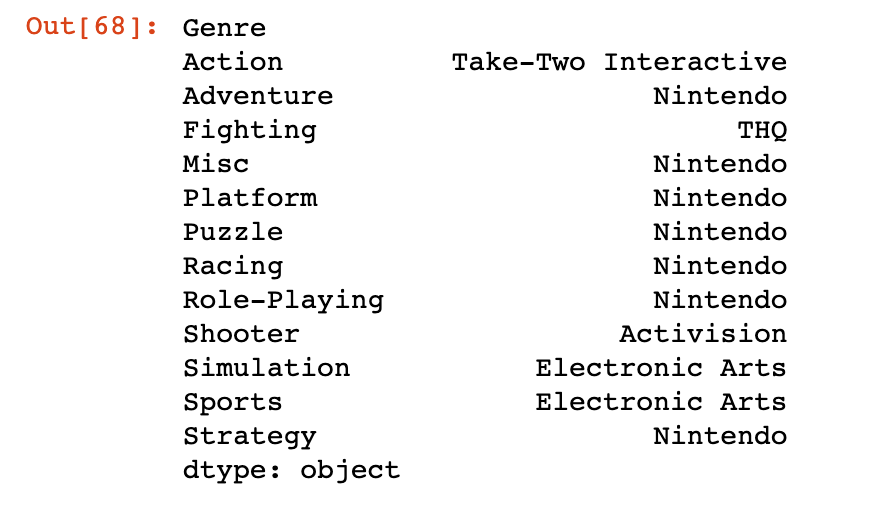 Out[68]: Genre
Action Take-Two Interactive
Adventure Nintendo
Fighting THQ
Misc Nintendo
Platform Nintendo
Puzzle Nintendo
Racing Nintendo
Role-Playing Nintendo
Shooter Activision
Simulation Electronic Arts
Sports Electronic Arts
Strategy Nintendo
dtype: object